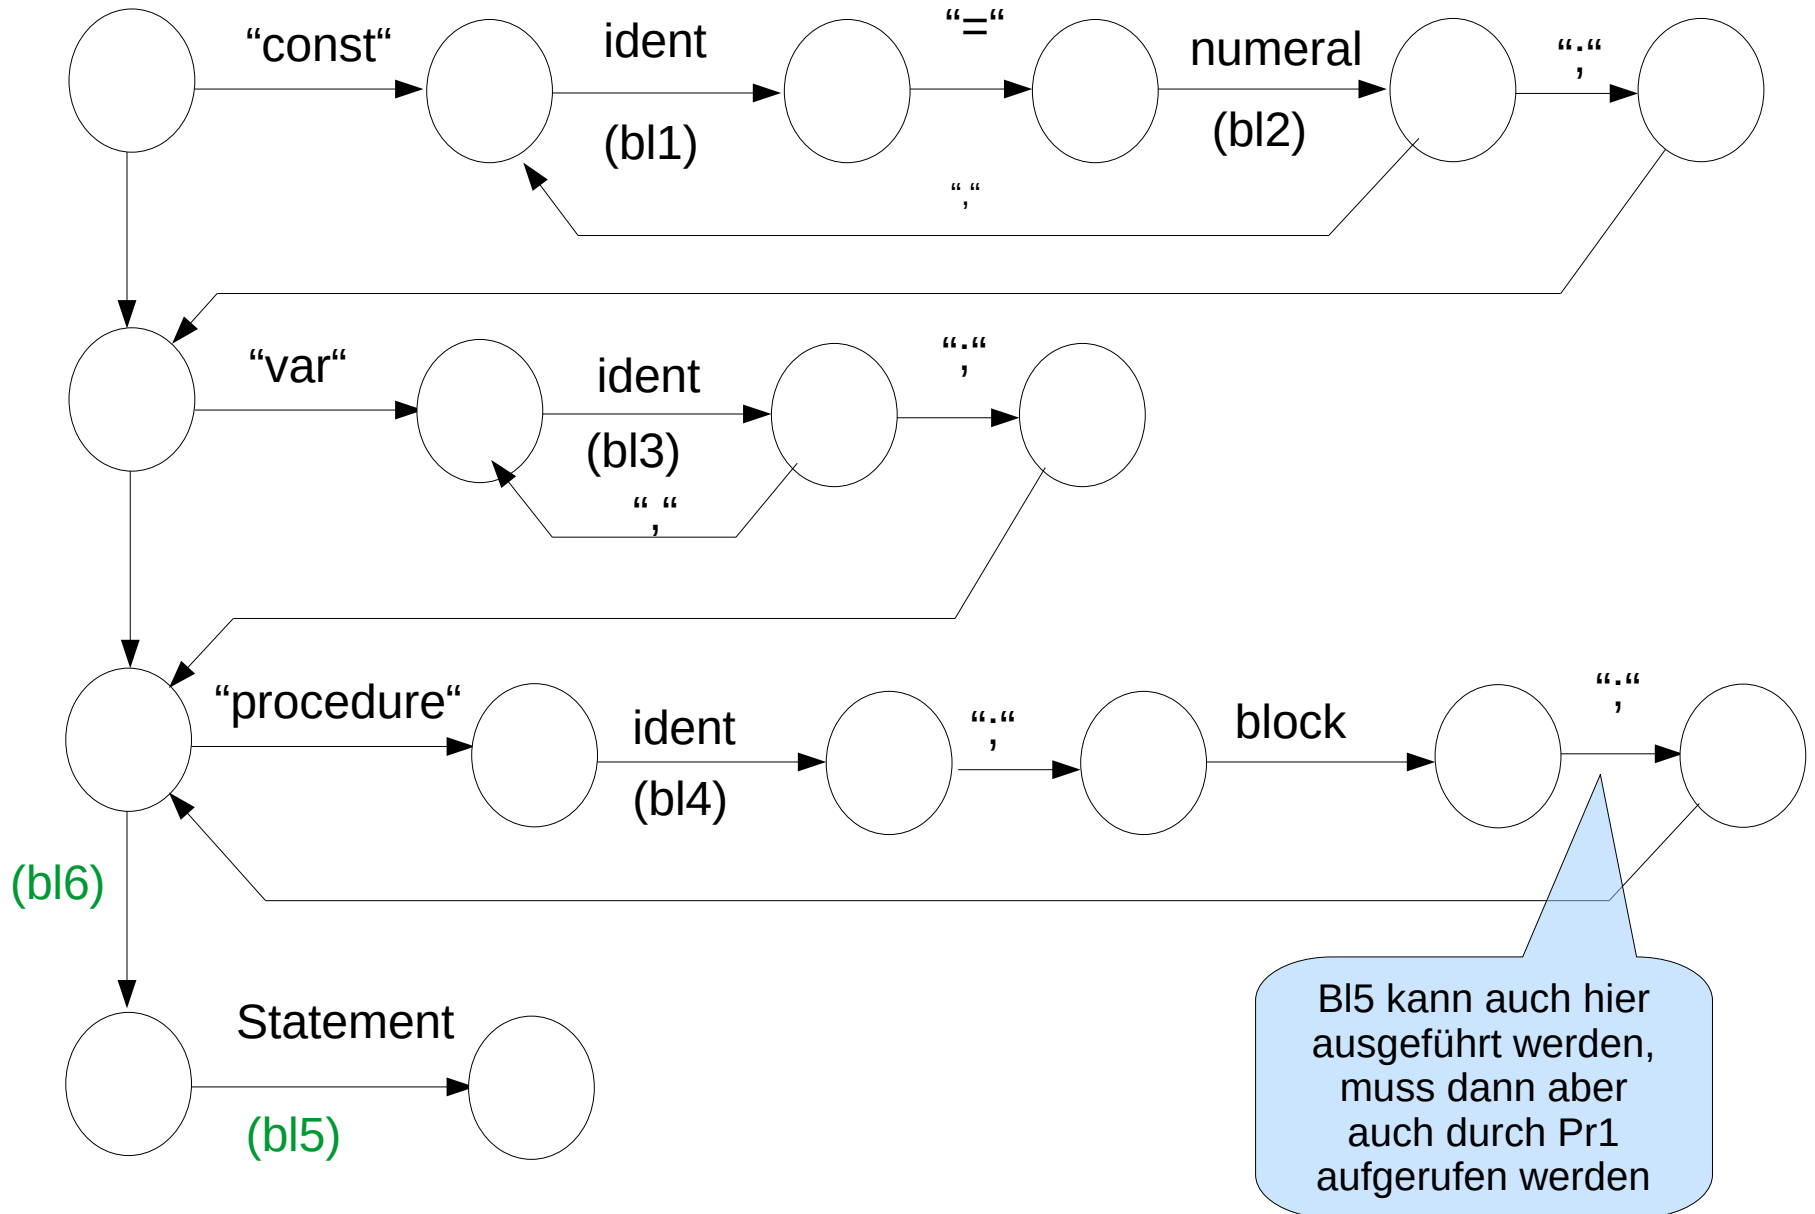 “const“
ident
“=“
numeral
“;“
(bl1)
(bl2)
“,“
“var“
ident
“;“
(bl3)
“,“
“procedure“
ident
“;“
block
“;“
(bl4)
(bl6)
Statement
(bl5)
Bl5 kann auch hier
ausgeführt werden,
muss dann aber
auch durch Pr1
aufgerufen werden